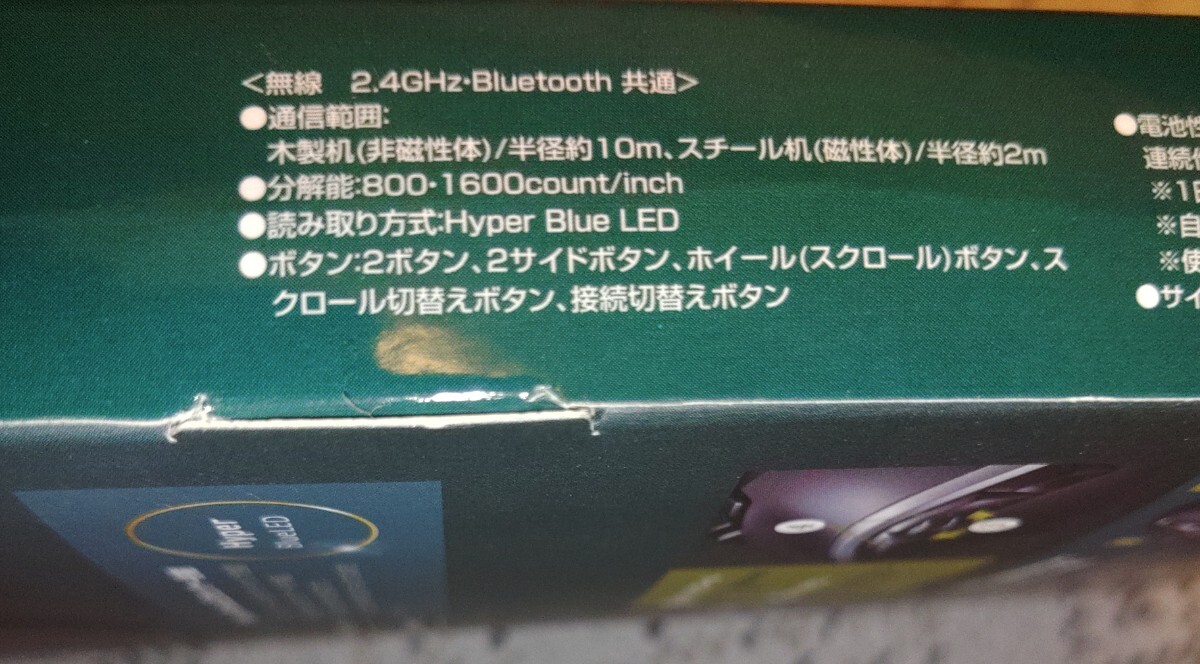 <無線　2.4GHz・Bluetooth 共通>
●通信範囲:
木製机(非磁性体)/半径約10m、スチール机(磁性体)/半径約2m
●分解能:800・1600count/inch
●読み取り方式:Hyper Blue LED
●ボタン:2ボタン、2サイドボタン、ホイール(スクロール)ボタン、ス
クロール切替えボタン、接続切替えボタン
●電池性
連続
※1日
※自
※使
●サイ
Hyper
Blue LED